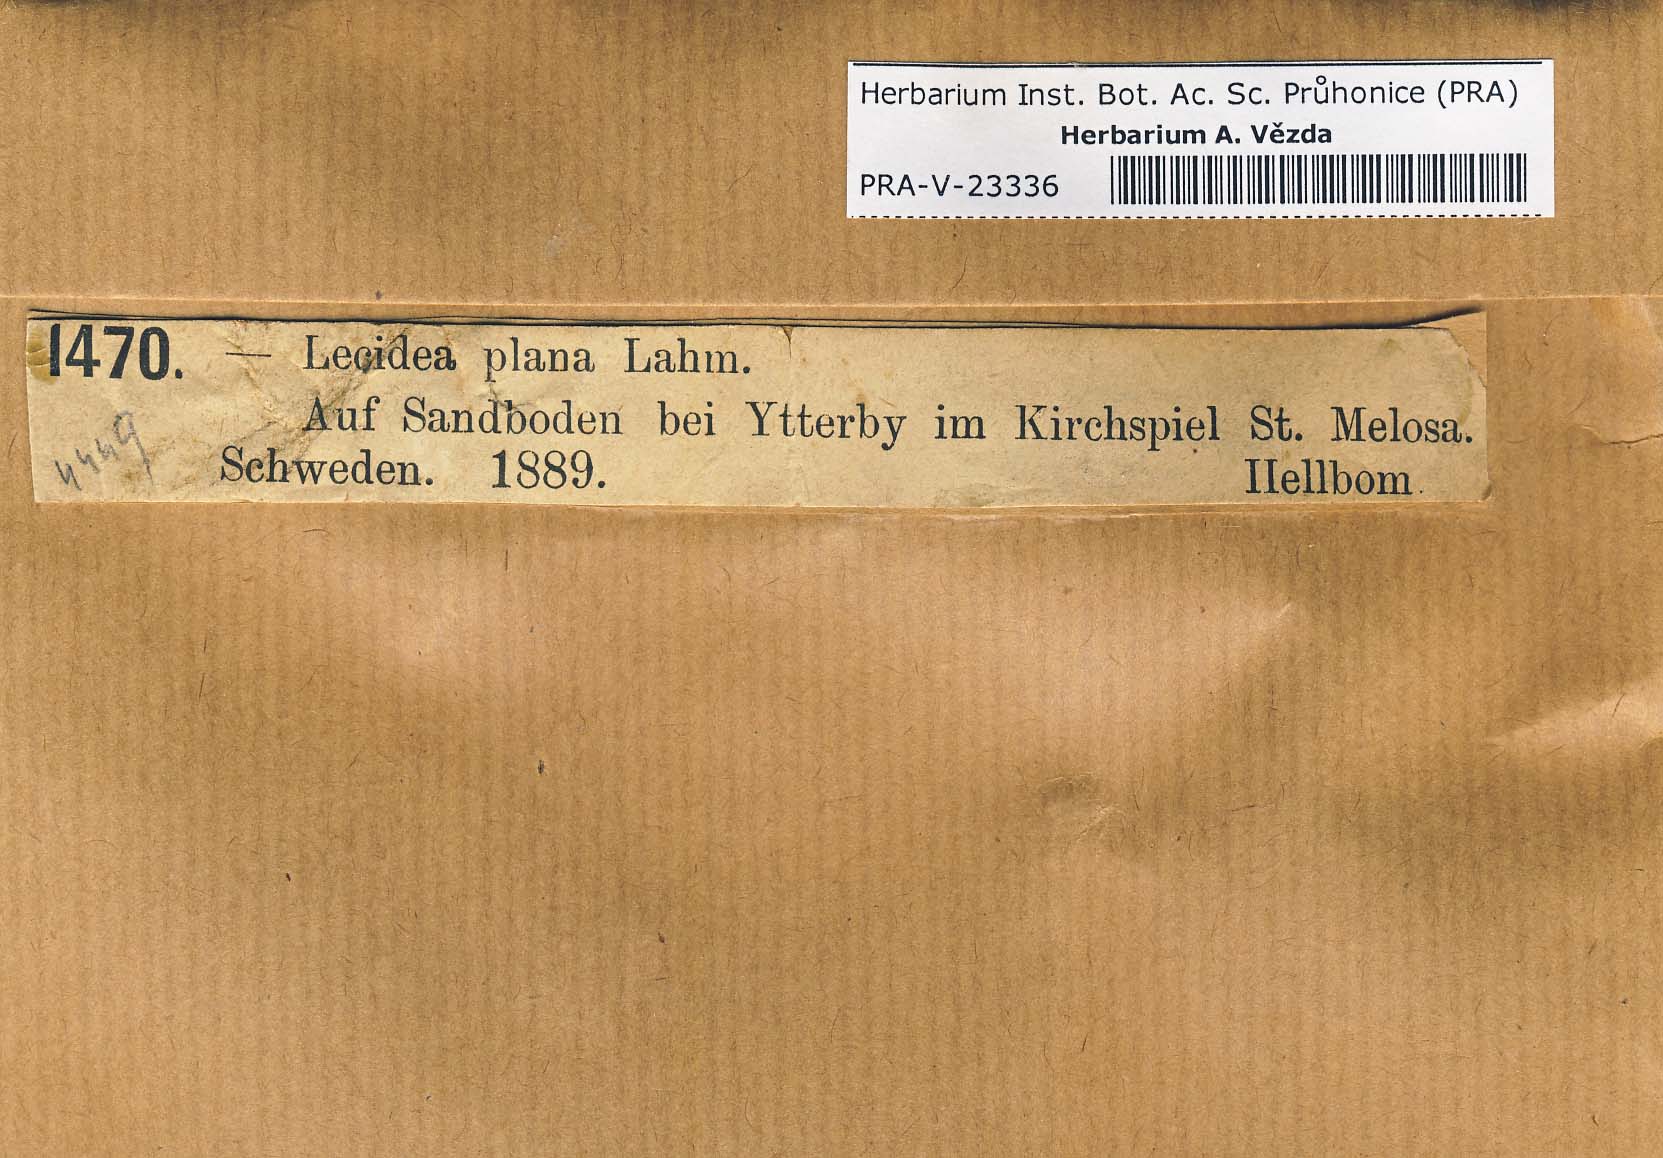 Herbarium Inst. Bot. Ac. Sc. Průhonice (PRA)
Herbarium A. Vězda
PRA-V-23336
1470. — Lecidea plana Lahm.
Auf Sandboden bei Ytterby im Kirchspiel St. Melosa.
4449
Schweden. 1889. Hellbom.